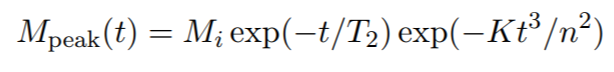 M_peak(t) = M_i exp(−t/T_2) exp(−Kt^3/n^2)